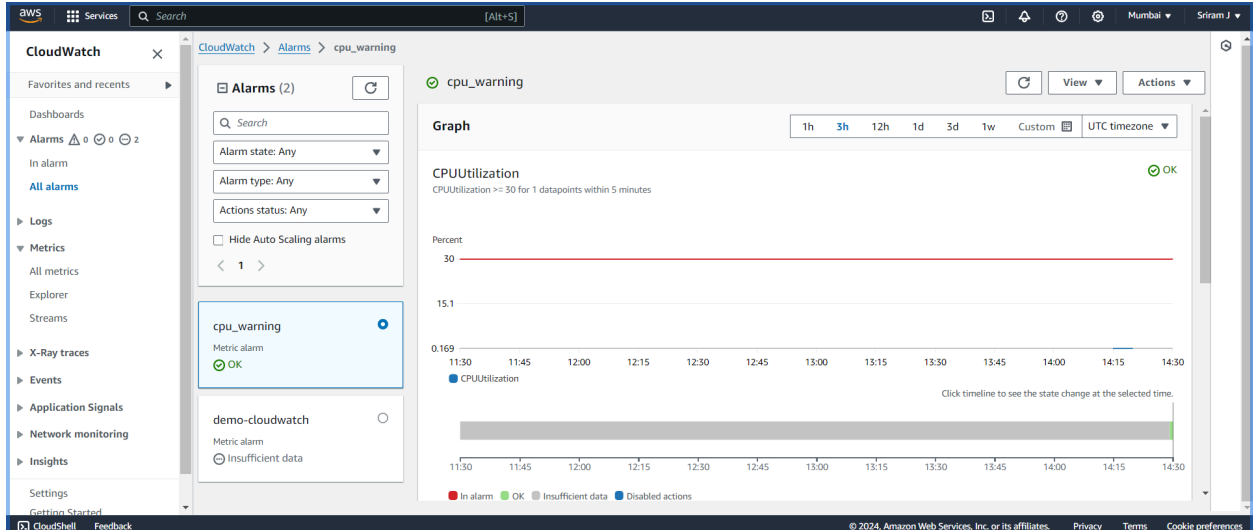 aws Services Search [Alt+S] Mumbai Sriram J
CloudWatch
Favorites and recents
Dashboards
Alarms 0 0 2
In alarm
All alarms
Logs
Metrics
All metrics
Explorer
Streams
X-Ray traces
Events
Application Signals
Network monitoring
Insights
Settings
Getting Started
CloudWatch > Alarms > cpu_warning
Alarms (2)
Search
Alarm state: Any
Alarm type: Any
Actions status: Any
Hide Auto Scaling alarms
< 1 >
cpu_warning
Metric alarm
OK
demo-cloudwatch
Metric alarm
Insufficient data
cpu_warning View Actions
Graph 1h 3h 12h 1d 3d 1w Custom UTC timezone
CPUUtilization OK
CPUUtilization >= 30 for 1 datapoints within 5 minutes
Percent
30
15.1
0.169
11:30 11:45 12:00 12:15 12:30 12:45 13:00 13:15 13:30 13:45 14:00 14:15 14:30
CPUUtilization
Click timeline to see the state change at the selected time.
11:30 11:45 12:00 12:15 12:30 12:45 13:00 13:15 13:30 13:45 14:00 14:15 14:30
In alarm OK Insufficient data Disabled actions
CloudShell Feedback © 2024, Amazon Web Services, Inc. or its affiliates. Privacy Terms Cookie preferences